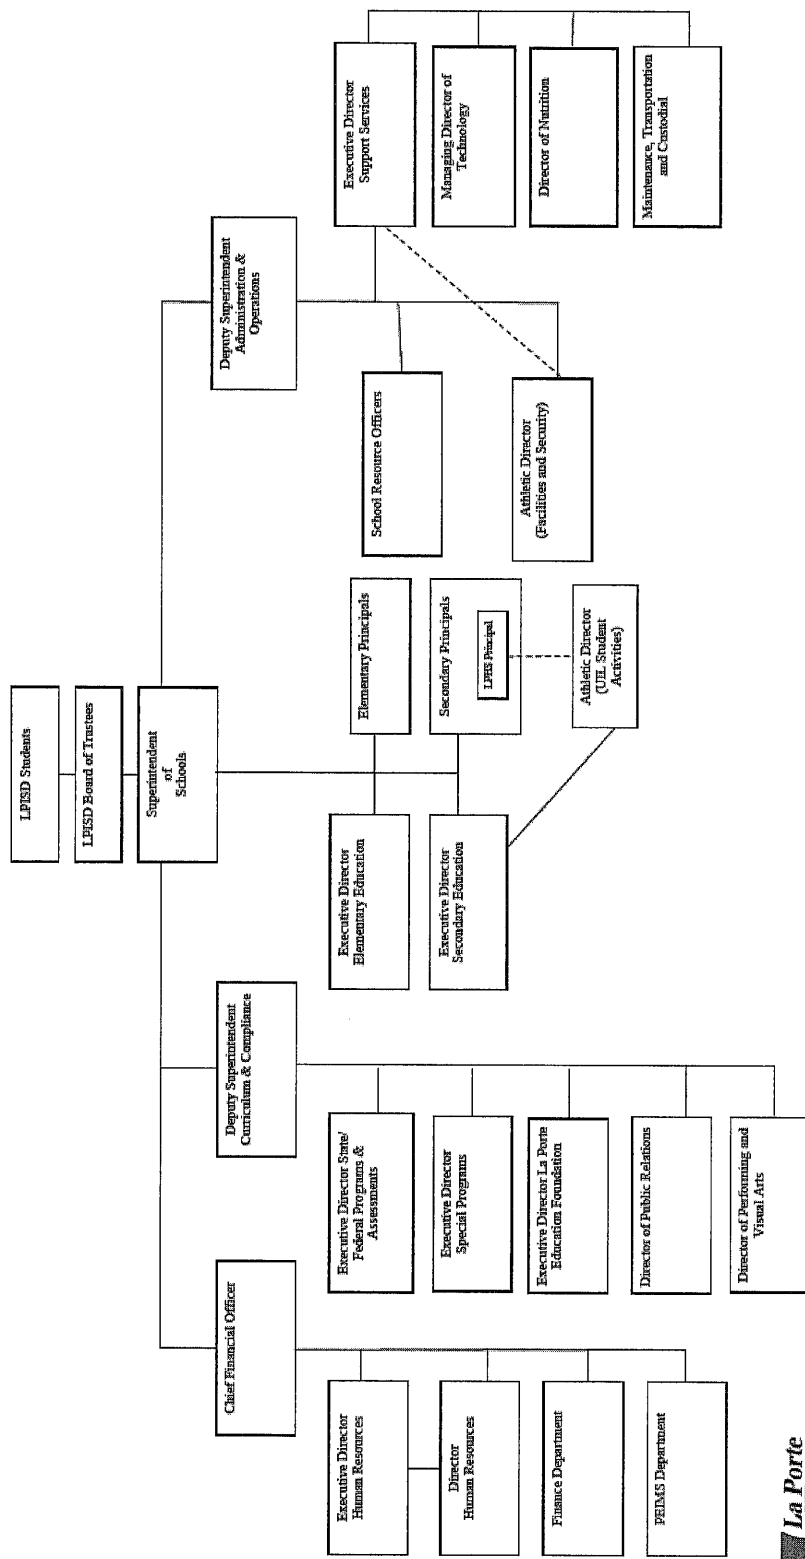 LPISD Students
LPISD Board of Trustees
Superintendent
of
Schools
Chief Financial Officer
Deputy Superintendent
Curriculum & Compliance
Deputy Superintendent
Administration &
Operations
Executive Director
Human Resources
Director
Human Resources
Finance Department
PEIMS Department
Executive Director State/
Federal Programs &
Assessments
Executive Director
Special Programs
Executive Director La Porte
Education Foundation
Director of Public Relations
Director of Performing and
Visual Arts
Executive Director
Elementary Education
Executive Director
Secondary Education
Elementary Principals
Secondary Principals
LPHS Principal
Athletic Director
(UIL Student
Activities)
School Resource Officers
Athletic Director
(Facilities and Security)
Executive Director
Support Services
Managing Director of
Technology
Director of Nutrition
Maintenance, Transportation
and Custodial
La Porte